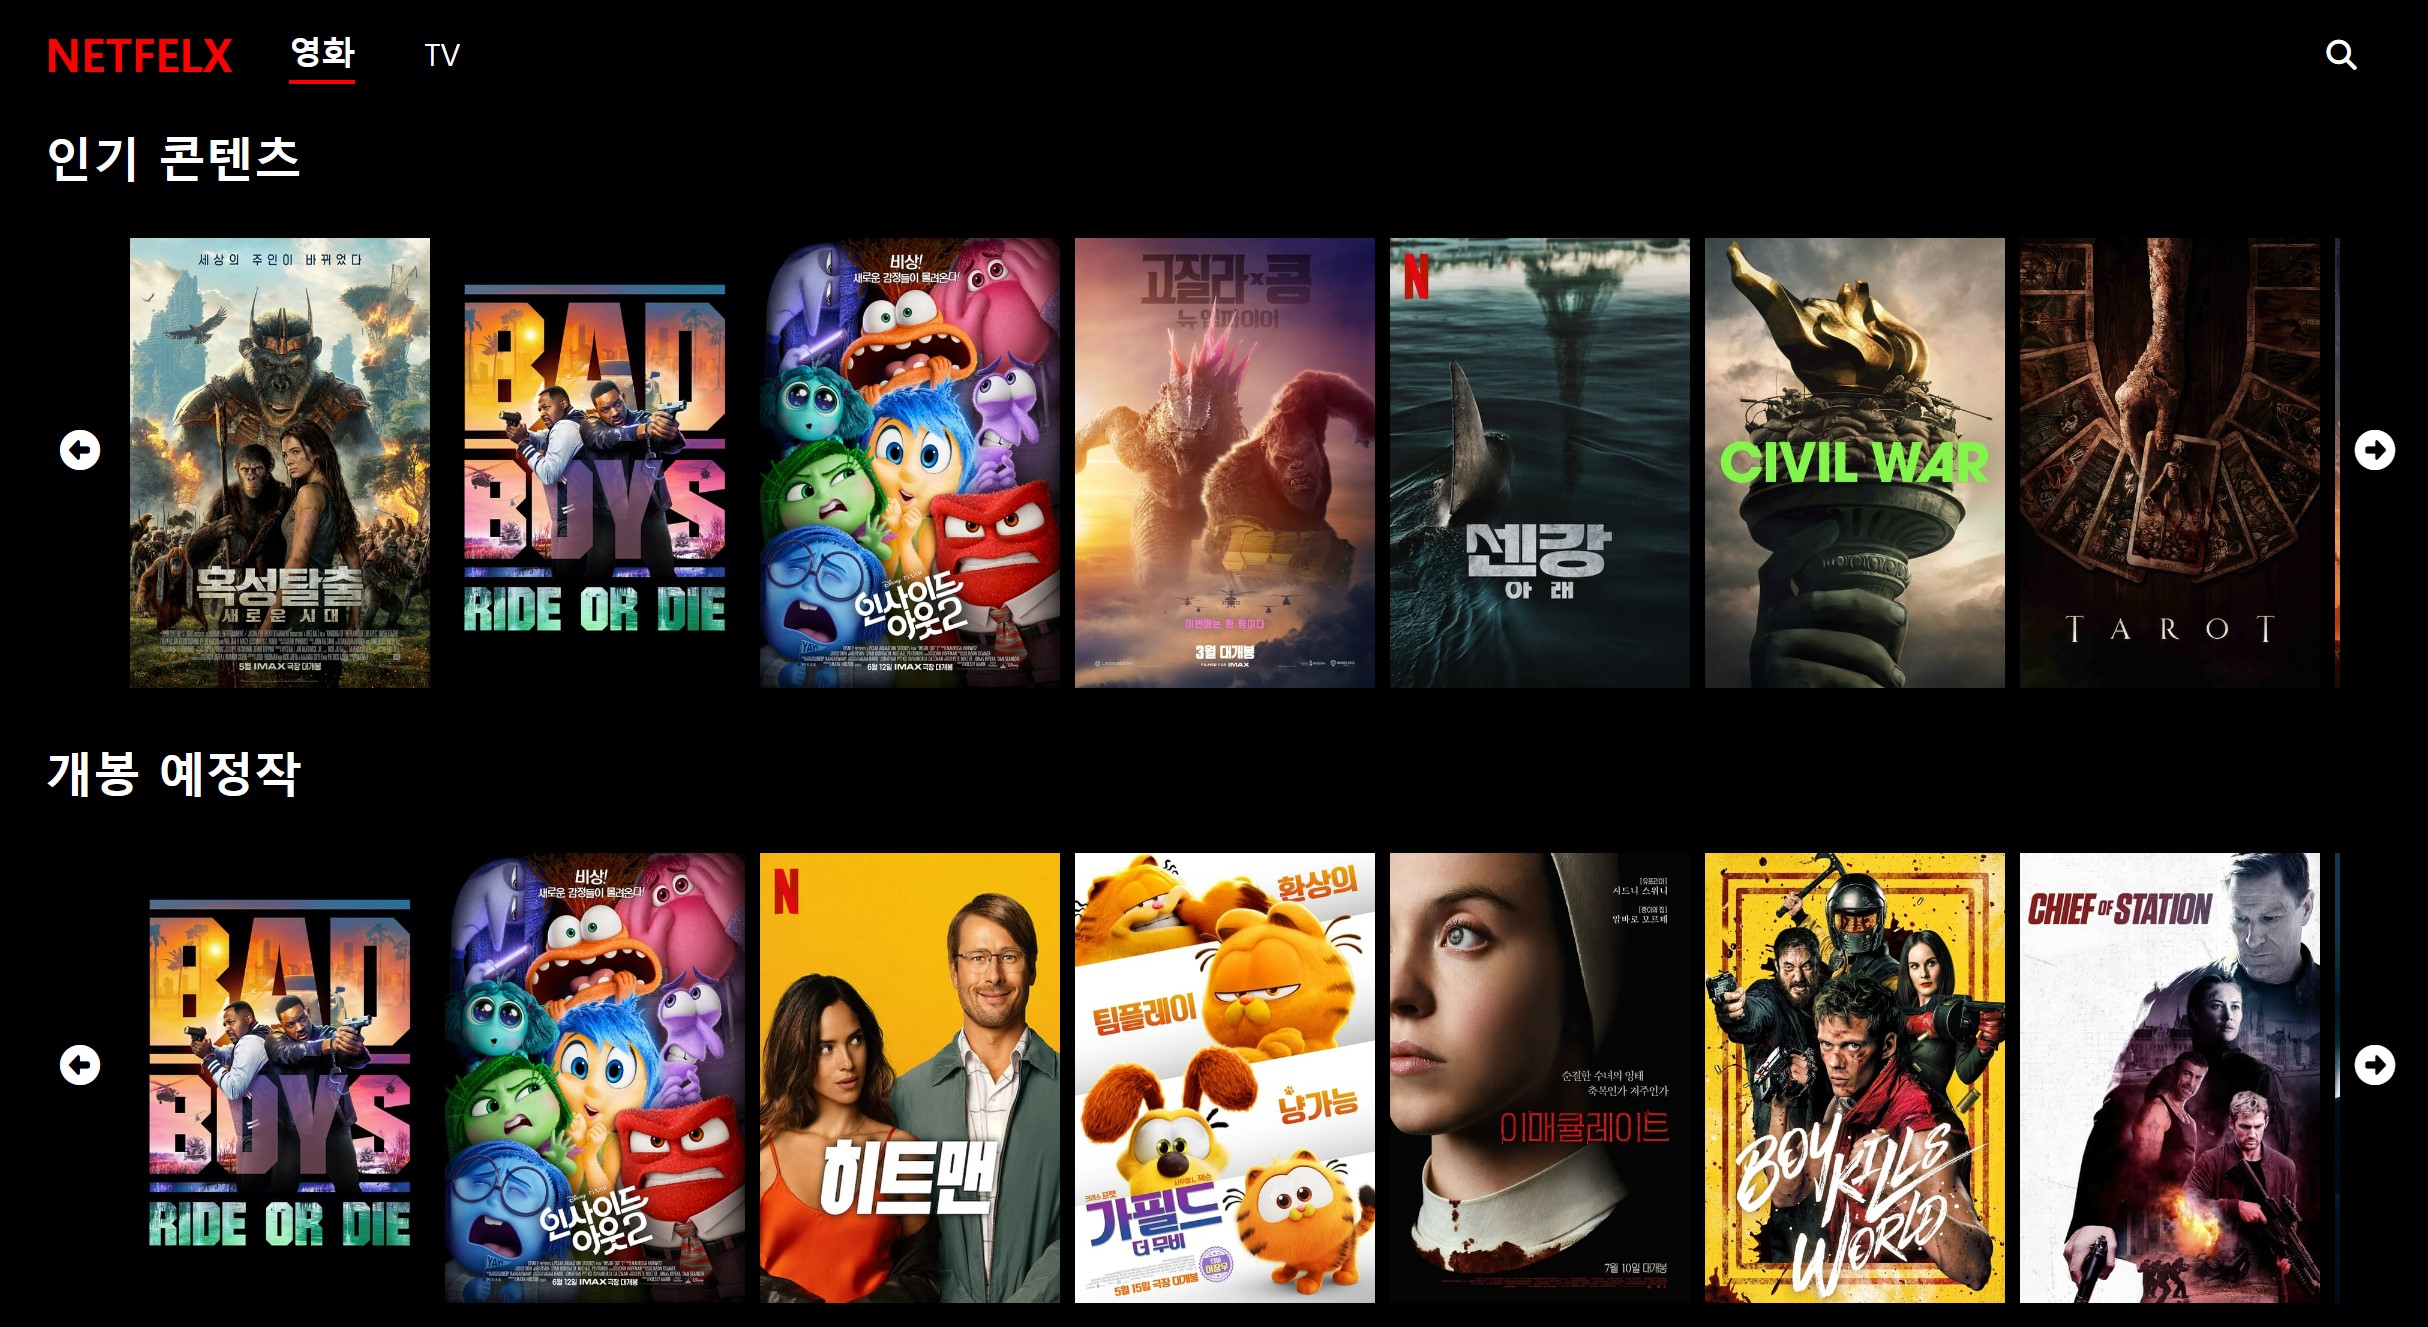 NETFELX
영화
TV
인기 콘텐츠
세상의 주인이 바뀌었다
혹성탈출
새로운 시대
5월 IMAX 극장 대개봉
BAD
BOYS
RIDE OR DIE
비상!
새로운 감정들이 몰려온다!
인사이드
아웃2
6월 12일 IMAX 극장 대개봉
고질라×콩
뉴 엠파이어
이번에는 한 팀이다
3월 대개봉
FILMED FOR IMAX
N
센강
아래
CIVIL WAR
TAROT
개봉 예정작
BAD
BOYS
RIDE OR DIE
비상!
새로운 감정들이 몰려온다!
인사이드
아웃2
6월 12일 IMAX 극장 대개봉
N
히트맨
환상의
팀플레이
냥가능
가필드
더 무비
5월 15일 극장 대개봉
시드니 스위니
알바로 모르테
순결한 수녀의 잉태
축복인가 저주인가
이매큘레이트
7월 10일 대개봉
BOY
KILLS
WORLD
CHIEF OF STATION